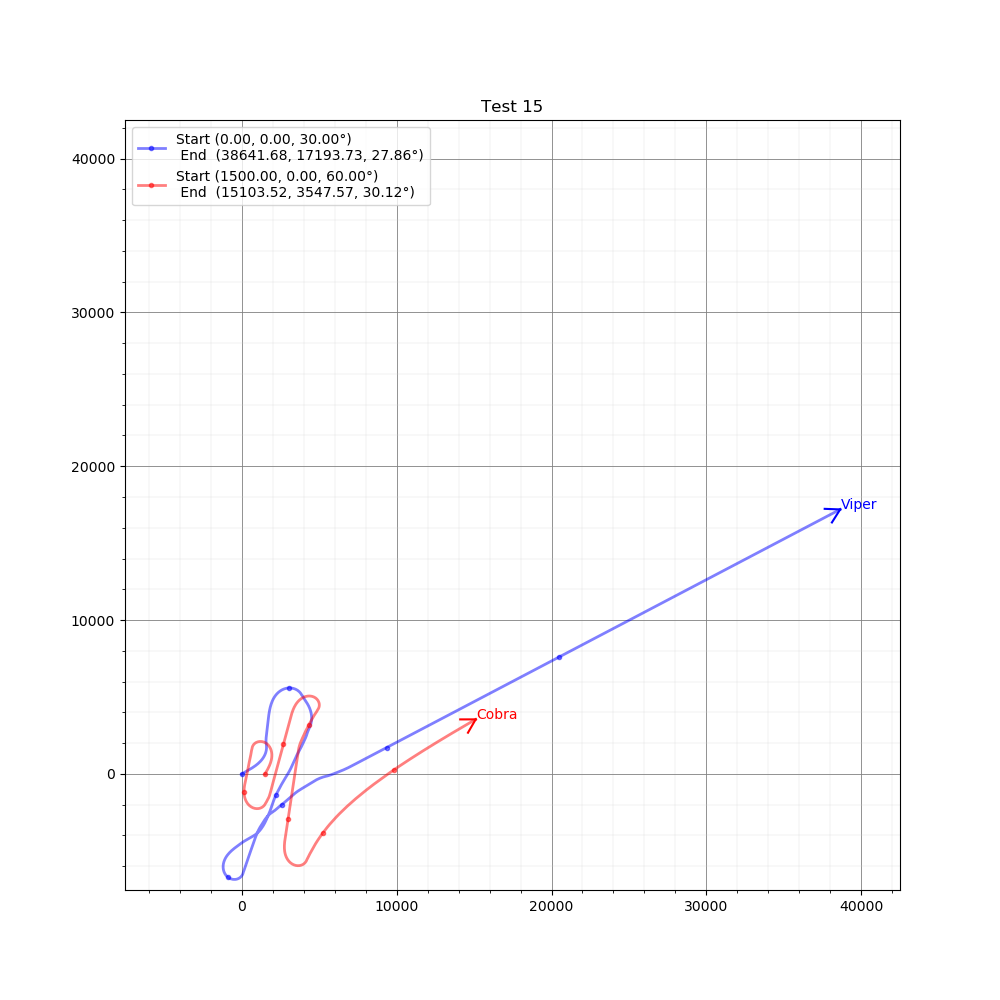 Test 15
Start (0.00, 0.00, 30.00°)
End (38641.68, 17193.73, 27.86°)
Start (1500.00, 0.00, 60.00°)
End (15103.52, 3547.57, 30.12°)
40000
30000
20000
10000
0
Viper
Cobra
0 10000 20000 30000 40000